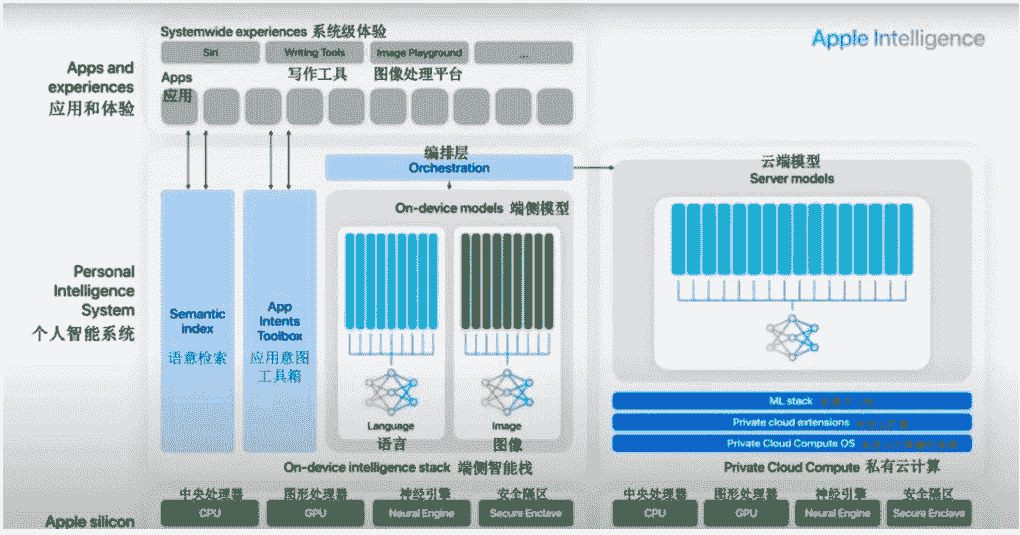 Systemwide experiences 系统级体验
Apple Intelligence
Siri
Writing Tools
Image Playground
...
写作工具
图像处理平台
Apps and
experiences
应用和体验
Apps
应用
编排层
Orchestration
云端模型
Server models
On-device models 端侧模型
Personal
Intelligence
System
个人智能系统
Semantic
index
语意检索
App
Intents
Toolbox
应用意图
工具箱
Language
语言
Image
图像
ML stack
Private cloud extensions
Private Cloud Compute OS
On-device intelligence stack 端侧智能栈
Private Cloud Compute 私有云计算
Apple silicon
中央处理器
CPU
图形处理器
GPU
神经引擎
Neural Engine
安全隔区
Secure Enclave
中央处理器
CPU
图形处理器
GPU
神经引擎
Neural Engine
安全隔区
Secure Enclave